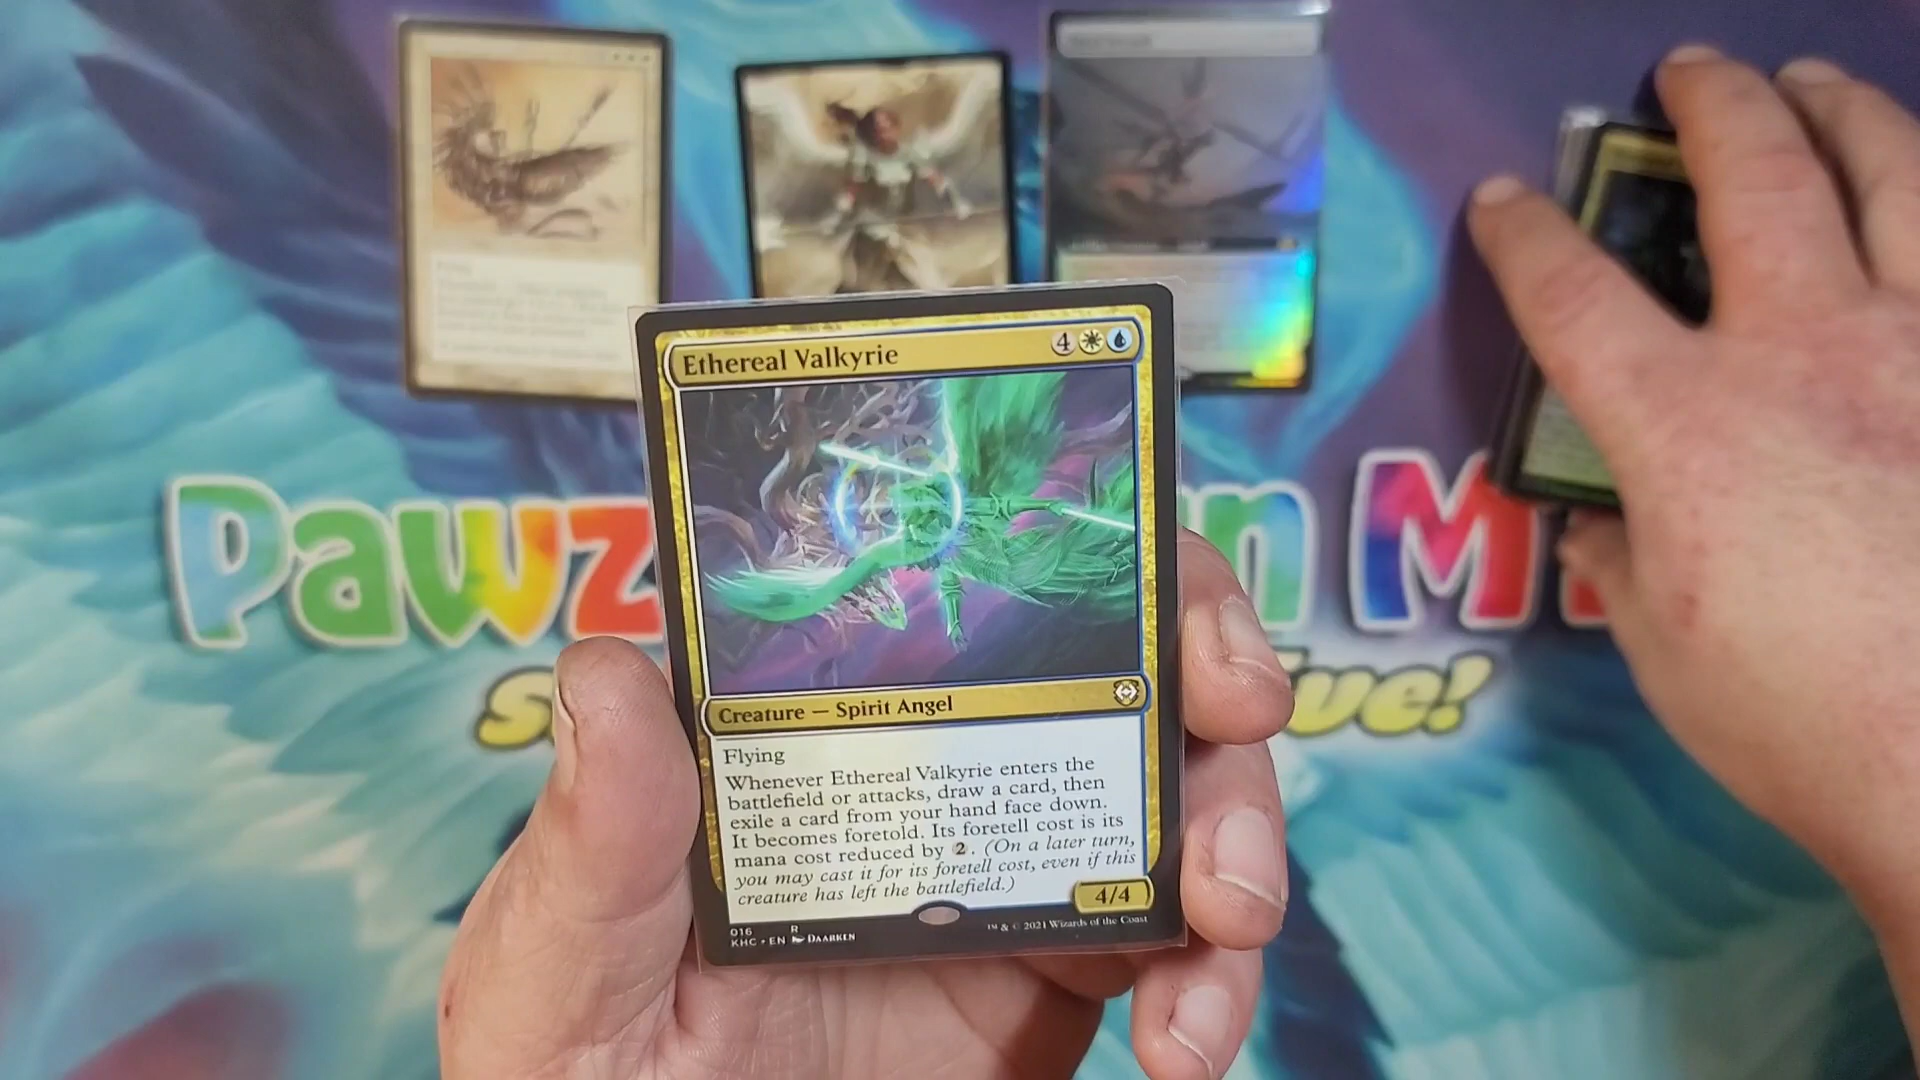 Ethereal Valkyrie
4
Creature — Spirit Angel
Flying
Whenever Ethereal Valkyrie enters the
battlefield or attacks, draw a card, then
exile a card from your hand face down.
It becomes foretold. Its foretell cost is its
mana cost reduced by 2. (On a later turn,
you may cast it for its foretell cost, even if this
creature has left the battlefield.)
4/4
016 R
KHC • EN DAARKEN
™ & © 2021 Wizards of the Coast
Pawz